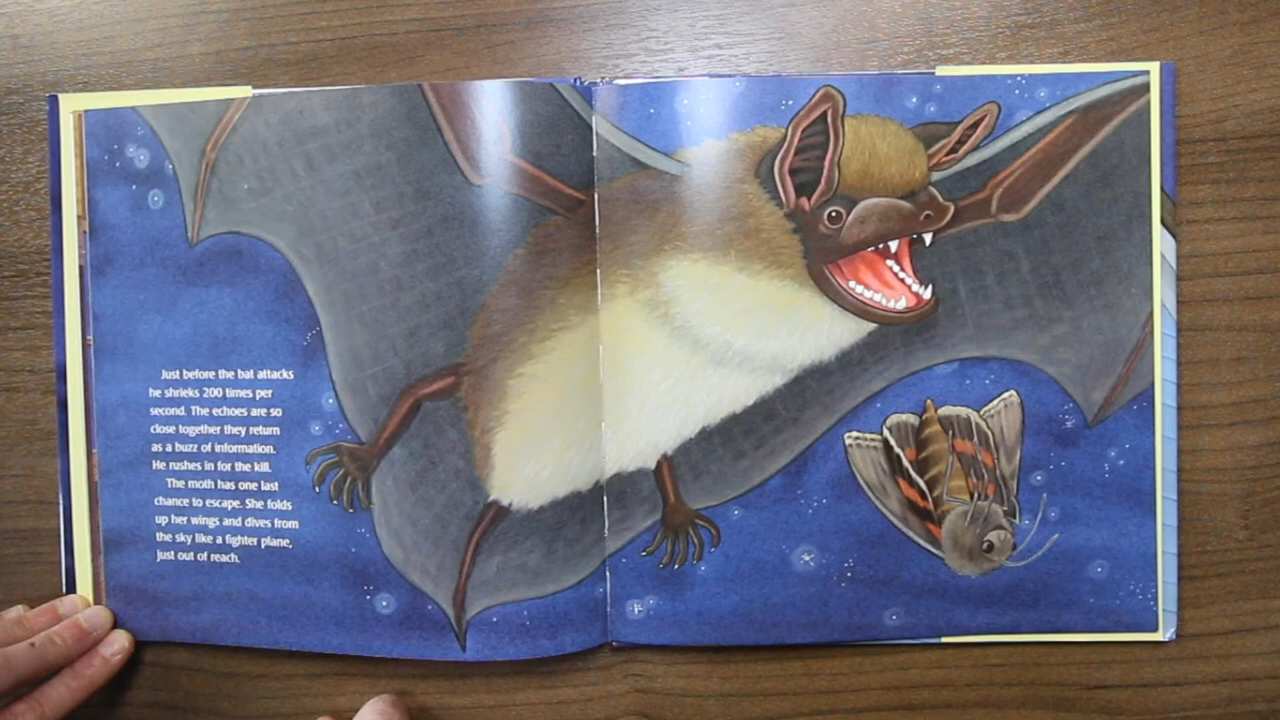 Just before the bat attacks
he shrieks 200 times per
second. The echoes are so
close together they return
as a buzz of information.
He rushes in for the kill.
The moth has one last
chance to escape. She folds
up her wings and dives from
the sky like a fighter plane,
just out of reach.